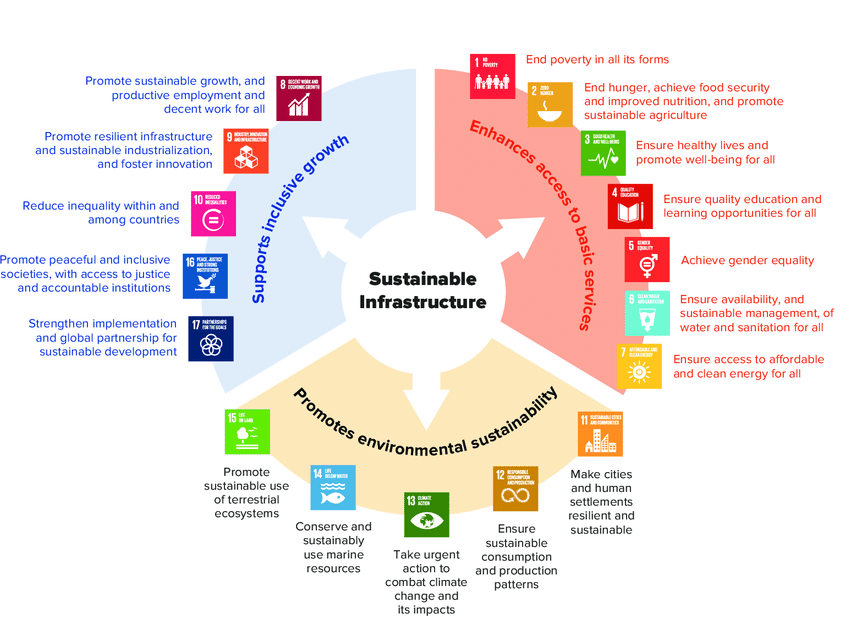 Sustainable
Infrastructure
Supports inclusive growth
8 DECENT WORK AND
ECONOMIC GROWTH
Promote sustainable growth, and
productive employment and
decent work for all
9 INDUSTRY, INNOVATION
AND INFRASTRUCTURE
Promote resilient infrastructure
and sustainable industrialization,
and foster innovation
10 REDUCED
INEQUALITIES
Reduce inequality within and
among countries
16 PEACE, JUSTICE
AND STRONG
INSTITUTIONS
Promote peaceful and inclusive
societies, with access to justice
and accountable institutions
17 PARTNERSHIPS
FOR THE GOALS
Strengthen implementation
and global partnership for
sustainable development
Enhances access to basic services
1 NO
POVERTY
End poverty in all its forms
2 ZERO
HUNGER
End hunger, achieve food security
and improved nutrition, and promote
sustainable agriculture
3 GOOD HEALTH
AND WELL-BEING
Ensure healthy lives and
promote well-being for all
4 QUALITY
EDUCATION
Ensure quality education and
learning opportunities for all
5 GENDER
EQUALITY
Achieve gender equality
6 CLEAN WATER
AND SANITATION
Ensure availability, and
sustainable management, of
water and sanitation for all
7 AFFORDABLE AND
CLEAN ENERGY
Ensure access to affordable
and clean energy for all
Promotes environmental sustainability
15 LIFE
ON LAND
Promote
sustainable use
of terrestrial
ecosystems
14 LIFE
BELOW WATER
Conserve and
sustainably
use marine
resources
13 CLIMATE
ACTION
Take urgent
action to
combat climate
change and
its impacts
12 RESPONSIBLE
CONSUMPTION
AND PRODUCTION
Ensure
sustainable
consumption
and production
patterns
11 SUSTAINABLE CITIES
AND COMMUNITIES
Make cities
and human
settlements
resilient and
sustainable